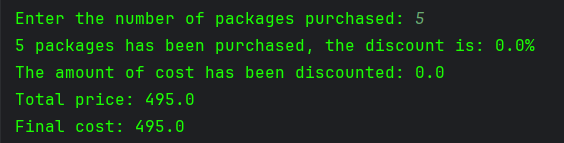 Enter the number of packages purchased: 5
5 packages has been purchased, the discount is: 0.0%
The amount of cost has been discounted: 0.0
Total price: 495.0
Final cost: 495.0